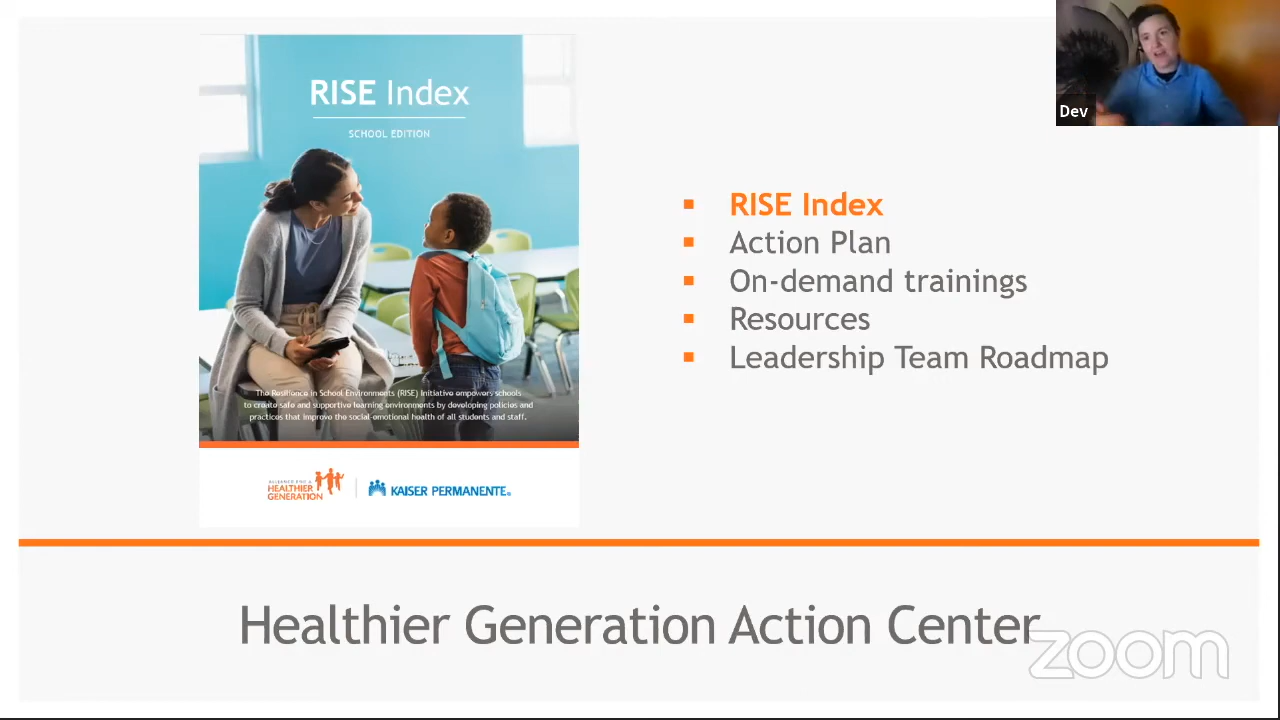 RISE Index
SCHOOL EDITION
The Resilience in School Environments (RISE) Initiative empowers schools
to create safe and supportive learning environments by developing policies and
practices that improve the social-emotional health of all students and staff.
ALLIANCE FOR A
HEALTHIER
GENERATION
KAISER PERMANENTE®
Dev
▪ RISE Index
▪ Action Plan
▪ On-demand trainings
▪ Resources
▪ Leadership Team Roadmap
Healthier Generation Action Center
zoom